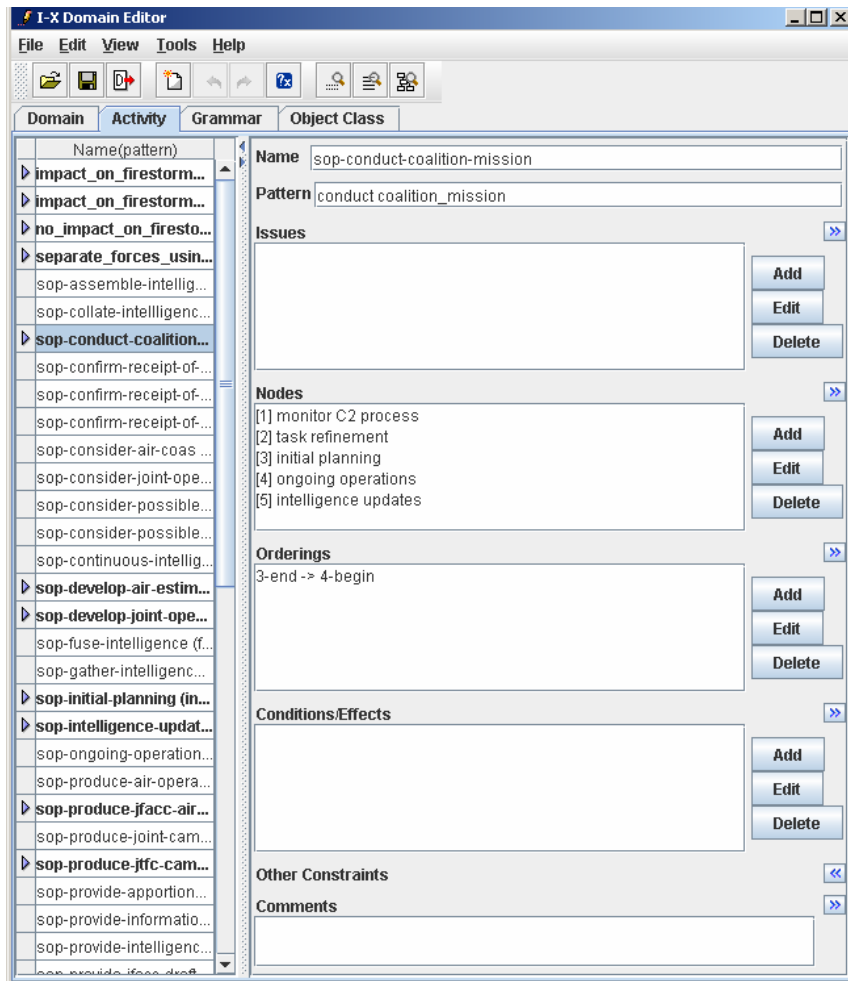 I-X Domain Editor
File Edit View Tools Help
Domain Activity Grammar Object Class
Name(pattern)
impact_on_firestorm...
impact_on_firestorm...
no_impact_on_firesto...
separate_forces_usin...
sop-assemble-intellig...
sop-collate-intellligenc...
sop-conduct-coalition...
sop-confirm-receipt-of-...
sop-confirm-receipt-of-...
sop-confirm-receipt-of-...
sop-consider-air-coas ...
sop-consider-joint-ope...
sop-consider-possible...
sop-consider-possible...
sop-continuous-intellig...
sop-develop-air-estim...
sop-develop-joint-ope...
sop-fuse-intelligence (f...
sop-gather-intelligenc...
sop-initial-planning (in...
sop-intelligence-updat...
sop-ongoing-operation...
sop-produce-air-opera...
sop-produce-jfacc-air...
sop-produce-joint-cam...
sop-produce-jtfc-cam...
sop-provide-apportion...
sop-provide-informatio...
sop-provide-intelligenc...
sop-provide-jfacc-draft...
Name sop-conduct-coalition-mission
Pattern conduct coalition_mission
Issues
Add
Edit
Delete
Nodes
[1] monitor C2 process
[2] task refinement
[3] initial planning
[4] ongoing operations
[5] intelligence updates
Add
Edit
Delete
Orderings
3-end -> 4-begin
Add
Edit
Delete
Conditions/Effects
Add
Edit
Delete
Other Constraints
Comments